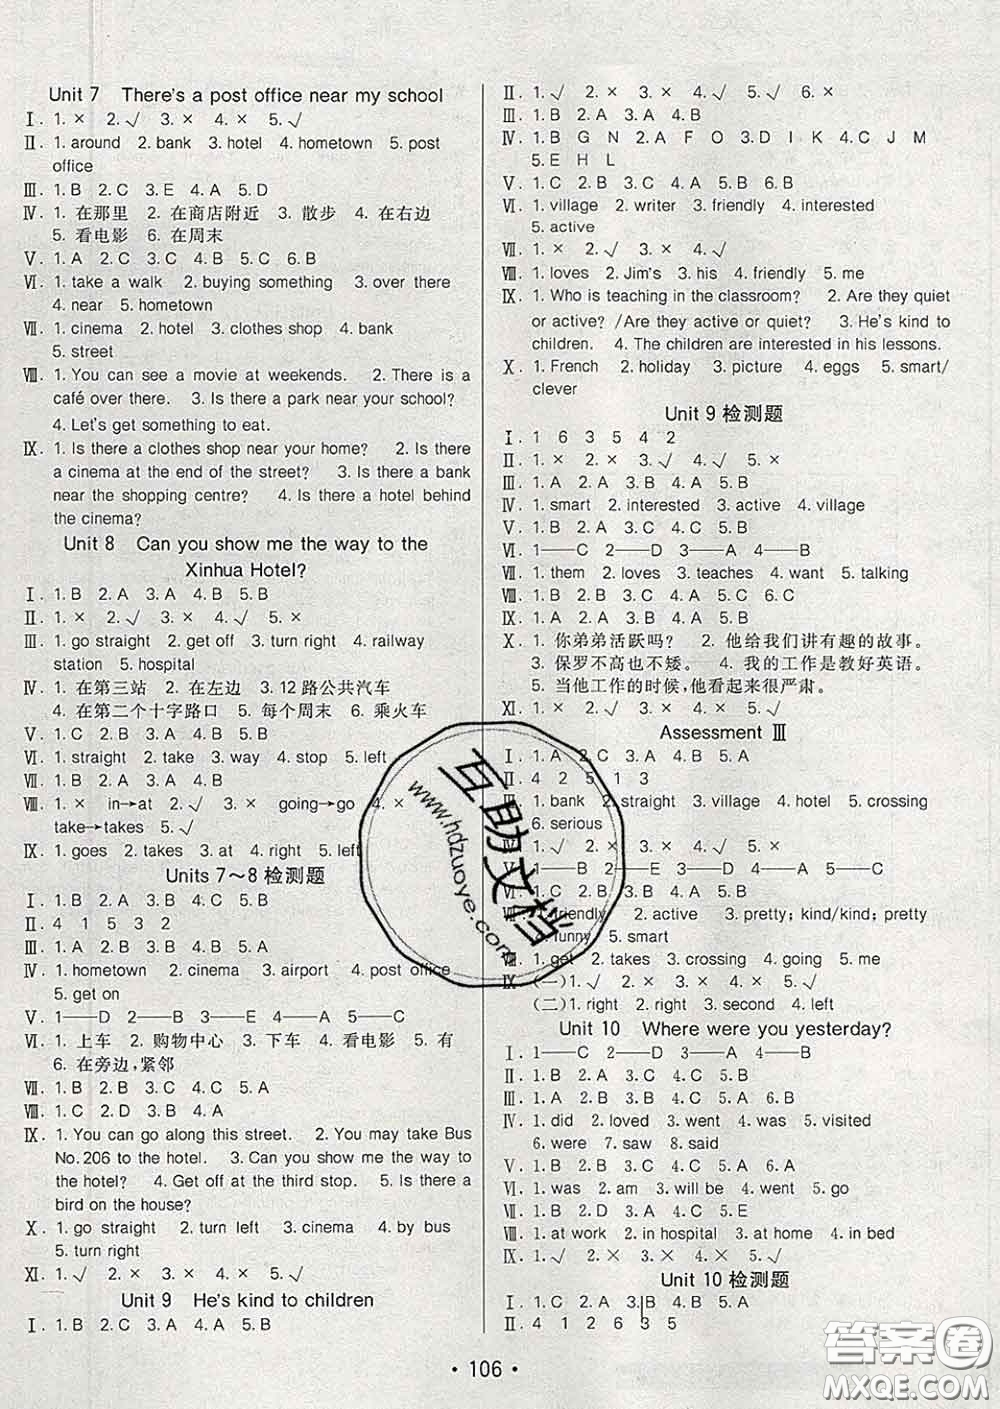 Unit 7 There's a post office near my school
Ⅰ. 1. × 2. √ 3. × 4. × 5. √
Ⅱ. 1. around 2. bank 3. hotel 4. hometown 5. post
office
Ⅲ. 1. B 2. C 3. E 4. A 5. D
Ⅳ. 1. 在那里 2. 在商店附近 3. 散步 4. 在右边
5. 看电影 6. 在周末
Ⅴ. 1. A 2. C 3. C 4. B 5. C 6. B
Ⅵ. 1. take a walk 2. buying something 3. over there
4. near 5. hometown
Ⅶ. 1. cinema 2. hotel 3. clothes shop 4. bank
5. street
Ⅷ. 1. You can see a movie at weekends. 2. There is a
café over there. 3. Is there a park near your school?
4. Let's get something to eat.
Ⅸ. 1. Is there a clothes shop near your home? 2. Is there
a cinema at the end of the street? 3. Is there a bank
near the shopping centre? 4. Is there a hotel behind
the cinema?
Unit 8 Can you show me the way to the
Xinhua Hotel?
Ⅰ. 1. B 2. A 3. A 4. B 5. B
Ⅱ. 1. × 2. √ 3. √ 4. × 5. ×
Ⅲ. 1. go straight 2. get off 3. turn right 4. railway
station 5. hospital
Ⅳ. 1. 在第三站 2. 在左边 3. 12 路公共汽车
4. 在第二个十字路口 5. 每个周末 6. 乘火车
Ⅴ. 1. C 2. B 3. C 4. A 5. B
Ⅵ. 1. straight 2. take 3. way 4. stop 5. left
Ⅶ. 1. B 2. A 3. A 4. B
Ⅷ. 1. × in→at 2. √ 3. × going→go 4. ×
take→takes 5. √
Ⅸ. 1. goes 2. takes 3. at 4. right 5. left
Units 7～8 检测题
Ⅰ. 1. B 2. A 3. B 4. C 5. B
Ⅱ. 4 1 5 3 2
Ⅲ. 1. A 2. B 3. B 4. C 5. A
Ⅳ. 1. hometown 2. cinema 3. airport 4. post office
5. get on
Ⅴ. 1——D 2——B 3——E 4——A 5——C
Ⅵ. 1. 上车 2. 购物中心 3. 下车 4. 看电影 5. 有
6. 在旁边,紧邻
Ⅶ. 1. B 2. B 3. C 4. C 5. A
Ⅷ. 1. C 2. D 3. B 4. A
Ⅸ. 1. You can go along this street. 2. You may take Bus
No. 206 to the hotel. 3. Can you show me the way to
the hotel? 4. Get off at the third stop. 5. Is there a
bird on the house?
Ⅹ. 1. go straight 2. turn left 3. cinema 4. by bus
5. turn right
Ⅺ. 1. √ 2. × 3. × 4. × 5. √
Unit 9 He's kind to children
Ⅰ. 1. B 2. C 3. A 4. A 5. B
Ⅱ. 1. √ 2. × 3. × 4. √ 5. √ 6. ×
Ⅲ. 1. B 2. A 3. A 4. B
Ⅳ. 1. B G N 2. A F O 3. D I K 4. C J M
5. E H L
Ⅴ. 1. C 2. B 3. B 4. A 5. B 6. B
Ⅵ. 1. village 2. writer 3. friendly 4. interested
5. active
Ⅶ. 1. × 2. √ 3. × 4. √
Ⅷ. 1. loves 2. Jim's 3. his 4. friendly 5. me
Ⅸ. 1. Who is teaching in the classroom? 2. Are they quiet
or active? /Are they active or quiet? 3. He's kind to
children. 4. The children are interested in his lessons.
Ⅹ. 1. French 2. holiday 3. picture 4. eggs 5. smart/
clever
Unit 9 检测题
Ⅰ. 1 6 3 5 4 2
Ⅱ. 1. × 2. × 3. √ 4. √ 5. ×
Ⅲ. 1. A 2. B 3. A 4. A 5. B
Ⅳ. 1. smart 2. interested 3. active 4. village
Ⅴ. 1. B 2. A 3. C 4. C 5. B
Ⅵ. 1——C 2——D 3——A 4——B
Ⅶ. 1. them 2. loves 3. teaches 4. want 5. talking
Ⅷ. 1. B 2. B 3. C 4. A 5. B
Ⅸ. 1. A 2. A 3. B 4. C 5. A
Ⅹ. 1. 你弟弟活跃吗? 2. 他给我们讲有趣的故事。
3. 保罗不高也不矮。 4. 我的工作是教好英语。
5. 当他工作的时候,他看起来很严肃。
Ⅺ. 1. √ 2. × 3. √ 4. × 5. ×
Assessment Ⅲ
Ⅰ. 1. A 2. C 3. A 4. B 5. A
Ⅱ. 4 2 5 1 3
Ⅲ. 1. bank 2. straight 3. village 4. hotel 5. crossing
6. serious
Ⅳ. 1. √ 2. × 3. × 4. √ 5. ×
Ⅴ. 1——B 2——E 3——D 4——A 5——C
Ⅵ. 1. B 2. C 3. B 4. A 5. B 6. C
Ⅶ. 1. friendly 2. active 3. pretty; kind/kind; pretty
4. funny 5. smart
Ⅷ. 1. get 2. takes 3. crossing 4. going 5. me
Ⅸ. (一) 1. √ 2. × 3. × 4. × 5. √
(二) 1. right 2. right 3. second 4. left
Unit 10 Where were you yesterday?
Ⅰ. 1——C 2——D 3——A 4——B
Ⅱ. 1. B 2. A 3. C 4. C 5. B
Ⅲ. 1. A 2. B 3. C 4. A 5. A 6. B
Ⅳ. 1. did 2. loved 3. went 4. was 5. visited
6. were 7. saw 8. said
Ⅴ. 1. B 2. B 3. C 4. A 5. B 6. A
Ⅵ. 1. was 2. am 3. will be 4. went 5. go
Ⅶ. 1. D 2. A 3. B 4. C 5. E
Ⅷ. 1. at work 2. in hospital 3. at home 4. in bed
Ⅸ. 1. √ 2. × 3. × 4. × 5. √
Unit 10 检测题
Ⅰ. 1. C 2. A 3. B 4. B 5. A
Ⅱ. 4 1 2 6 3 5
· 106 ·
互助文档
www.hdzuoye.com
答案圈
MXQE.COM